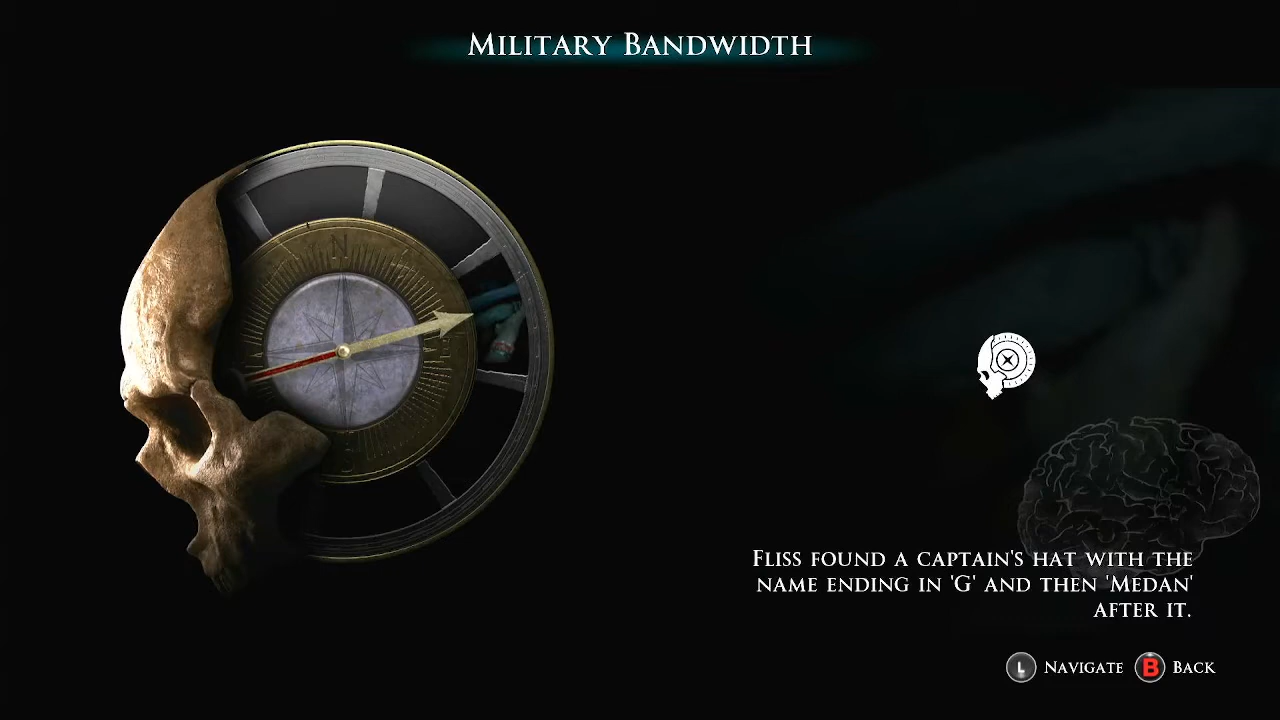 Military Bandwidth
N
Fliss found a captain's hat with the
name ending in 'G' and then 'Medan'
after it.
L Navigate B Back